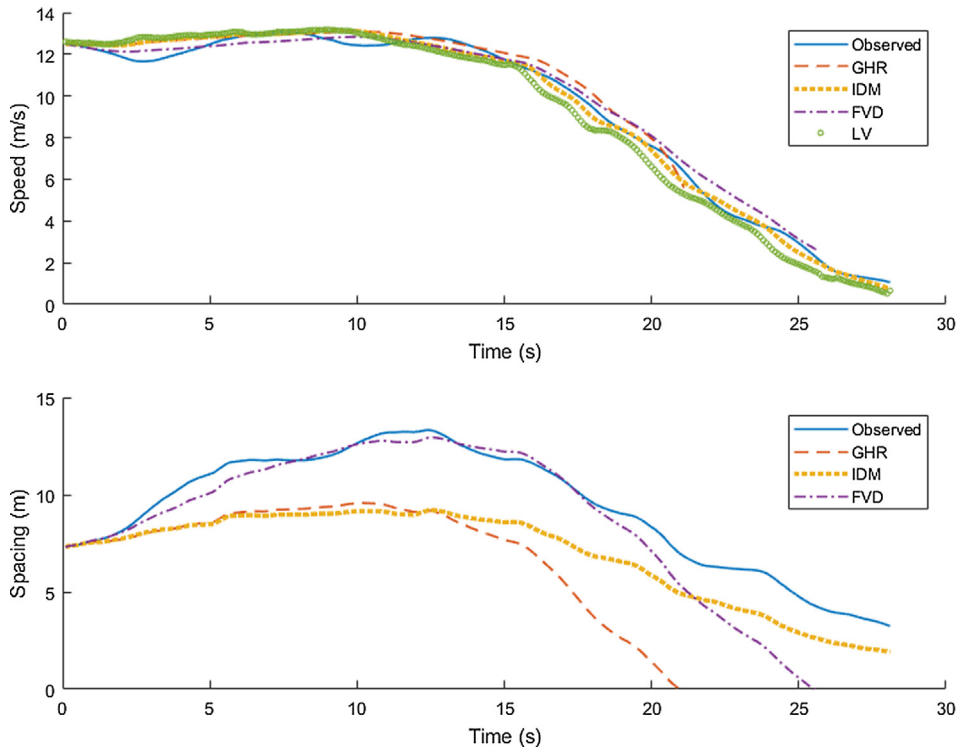 14
12
10
8
6
4
2
0
Speed (m/s)
0 5 10 15 20 25 30
Time (s)
Observed
GHR
IDM
FVD
LV
15
10
5
0
Spacing (m)
0 5 10 15 20 25 30
Time (s)
Observed
GHR
IDM
FVD